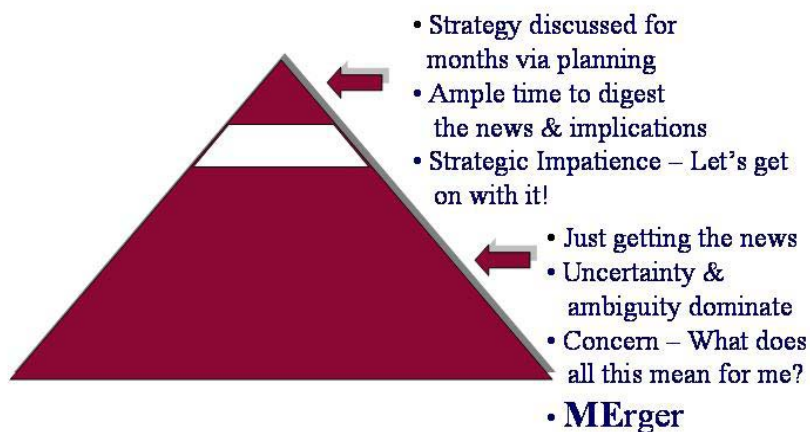 • Strategy discussed for
months via planning
• Ample time to digest
the news & implications
• Strategic Impatience – Let's get
on with it!
• Just getting the news
• Uncertainty &
ambiguity dominate
• Concern – What does
all this mean for me?
• MErger